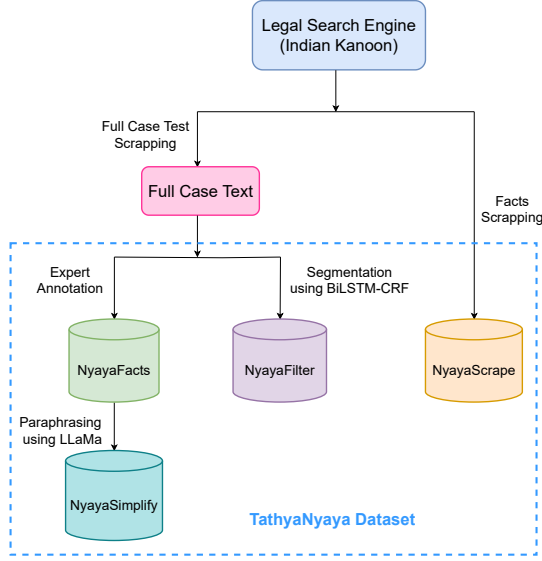 Legal Search Engine
(Indian Kanoon)
Full Case Test
Scrapping
Full Case Text
Facts
Scrapping
Expert
Annotation
Segmentation
using BiLSTM-CRF
NyayaFacts
NyayaFilter
NyayaScrape
Paraphrasing
using LLaMa
NyayaSimplify
TathyaNyaya Dataset